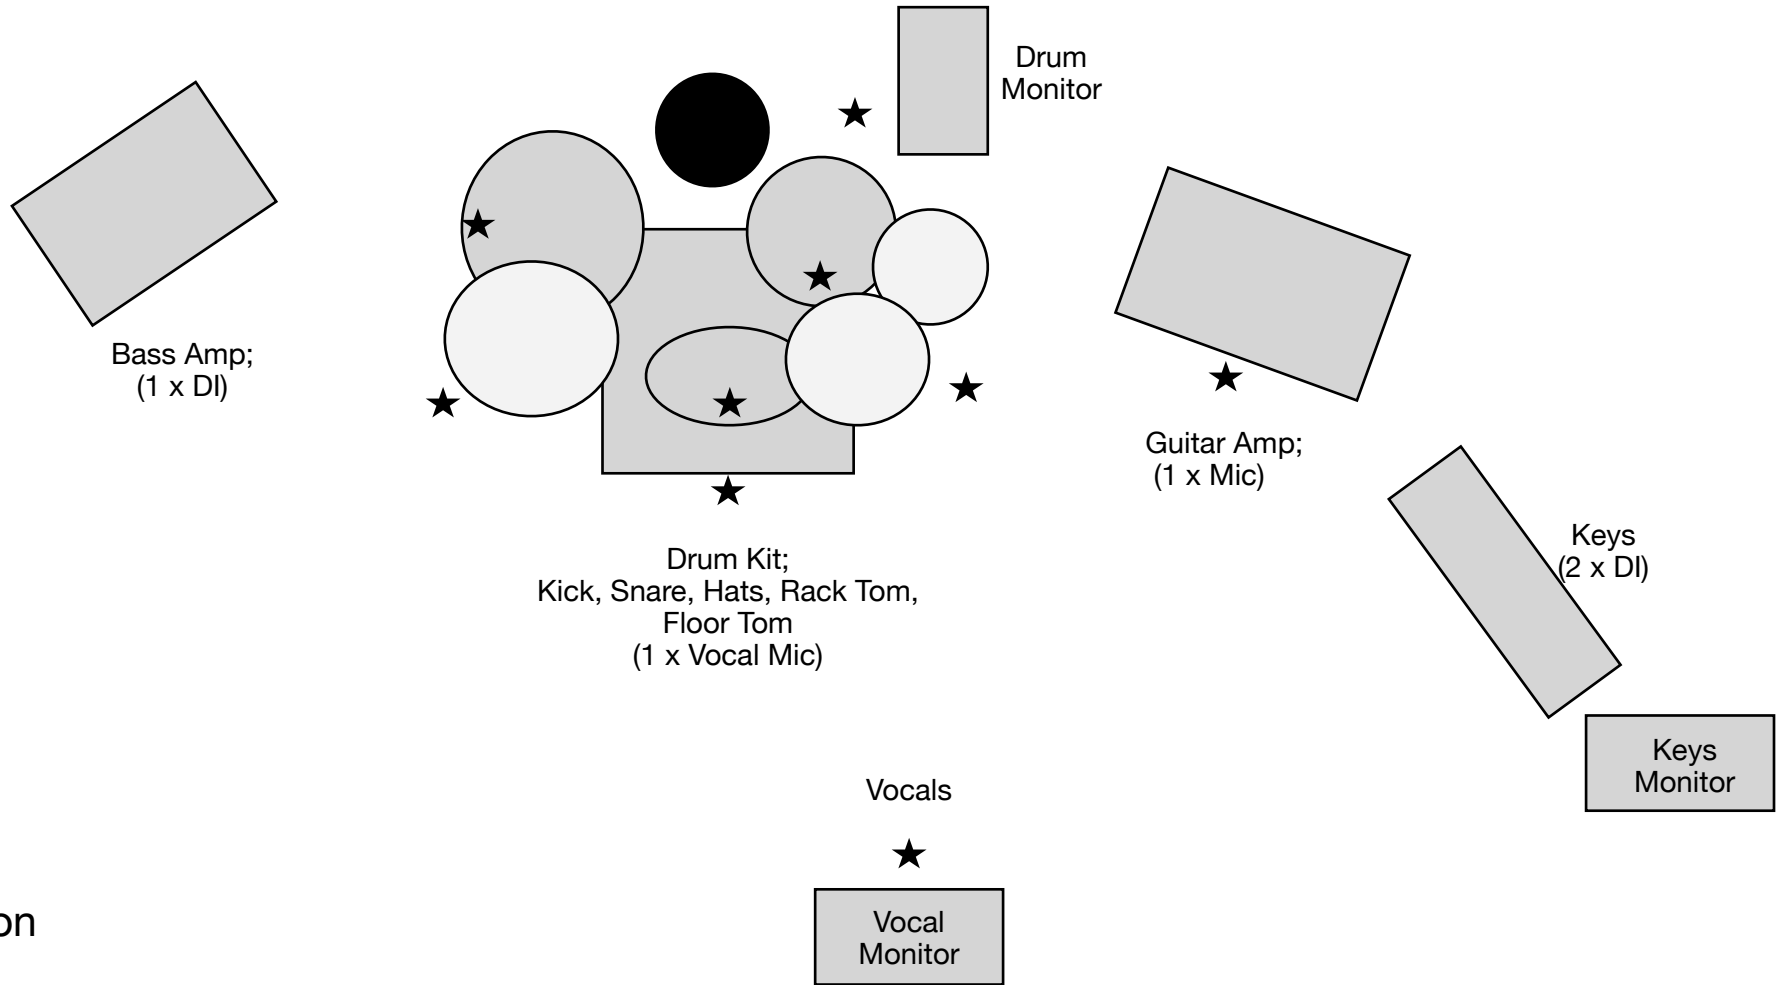 Drum
Monitor
Bass Amp;
(1 x DI)
Guitar Amp;
(1 x Mic)
Keys
(2 x DI)
Drum Kit;
Kick, Snare, Hats, Rack Tom,
Floor Tom
(1 x Vocal Mic)
Keys
Monitor
Vocals
Vocal
Monitor
on